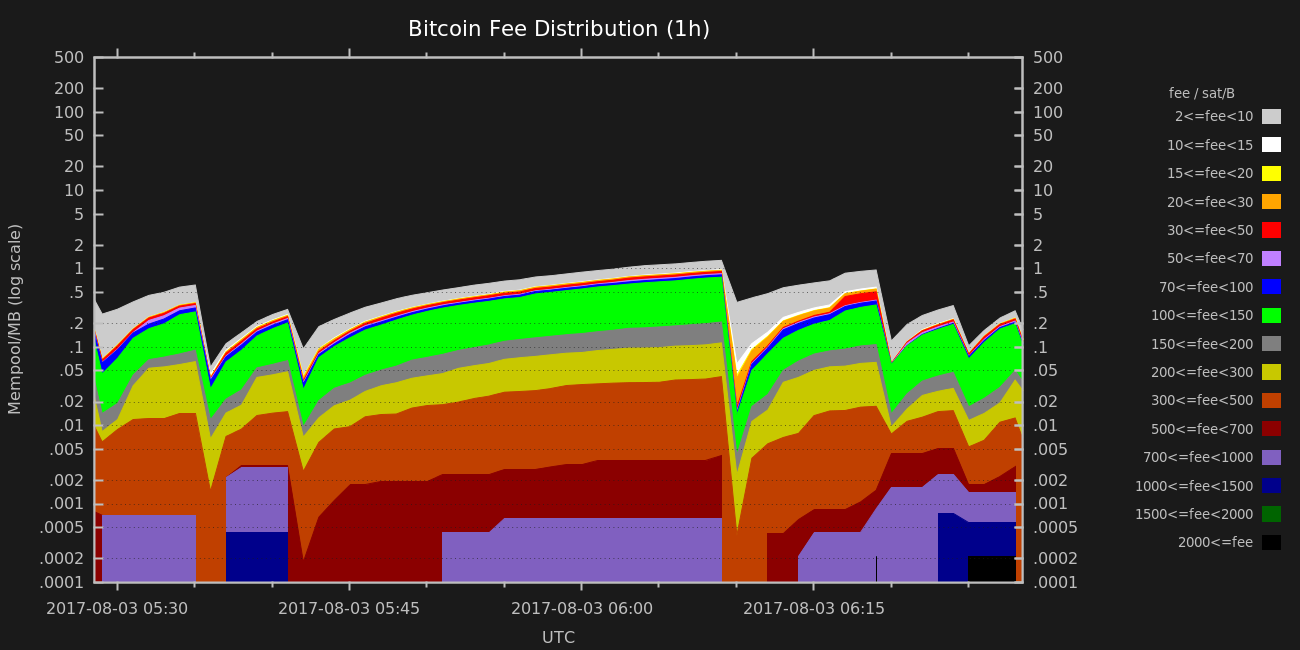 Bitcoin Fee Distribution (1h)
500 500
200 200
100 100
50 50
20 20
10 10
5 5
2 2
1 1
.5 .5
.2 .2
.1 .1
.05 .05
.02 .02
.01 .01
.005 .005
.002 .002
.001 .001
.0005 .0005
.0002 .0002
.0001 .0001
Mempool/MB (log scale)
2017-08-03 05:30 2017-08-03 05:45 2017-08-03 06:00 2017-08-03 06:15
UTC
fee / sat/B
2<=fee<10
10<=fee<15
15<=fee<20
20<=fee<30
30<=fee<50
50<=fee<70
70<=fee<100
100<=fee<150
150<=fee<200
200<=fee<300
300<=fee<500
500<=fee<700
700<=fee<1000
1000<=fee<1500
1500<=fee<2000
2000<=fee